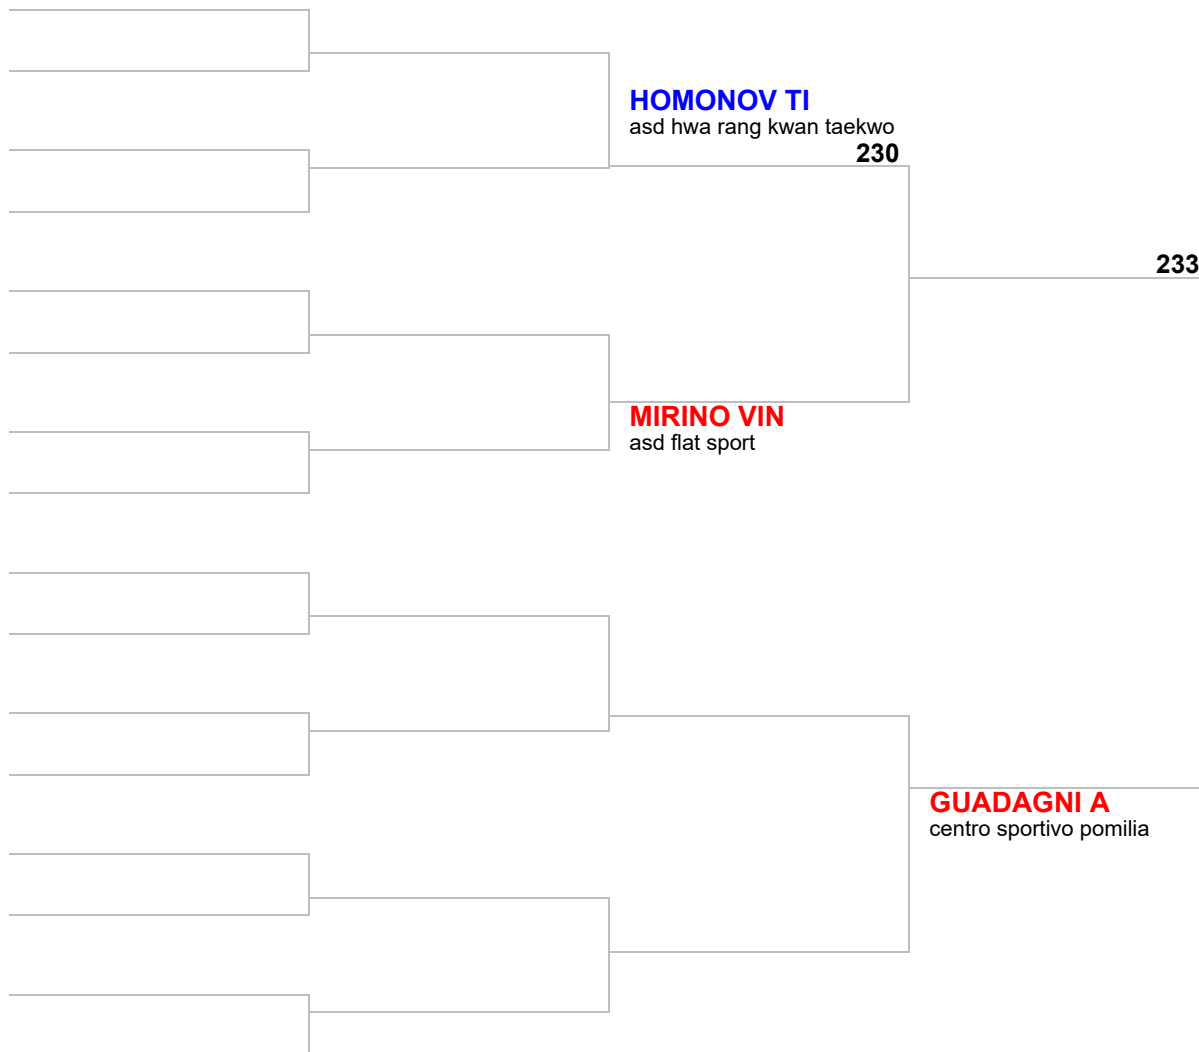 HOMONOV TI
asd hwa rang kwan taekwo
230
233
MIRINO VIN
asd flat sport
GUADAGNI A
centro sportivo pomilia